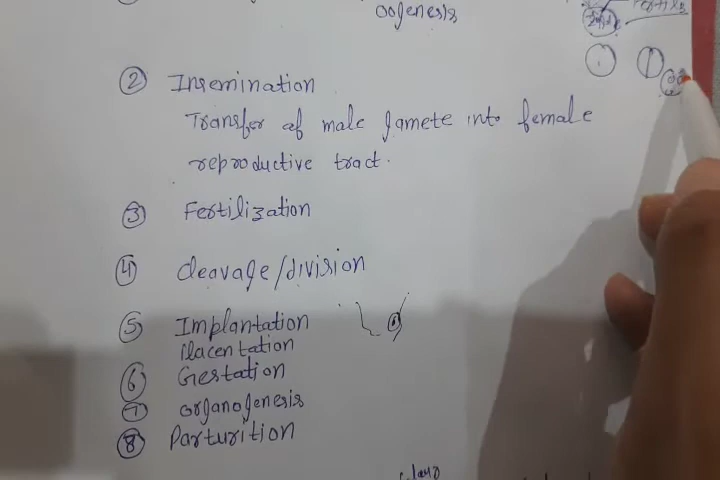 oogenesis
② Insemination
Transfer of male gamete into female
reproductive tract.
③ Fertilization
④ cleavage/division
⑤ Implantation
Placentation
⑥ Gestation
⑦ organogenesis
⑧ Parturition